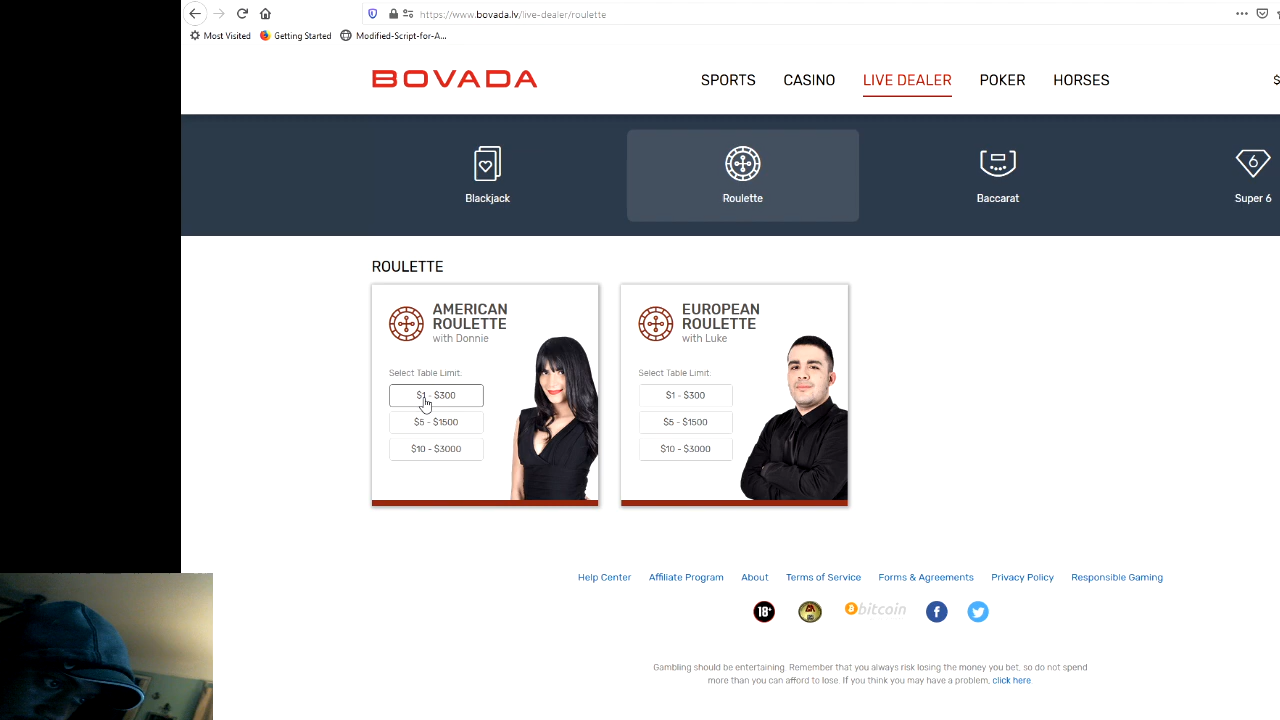 https://www.bovada.lv/live-dealer/roulette
Most Visited Getting Started Modified-Script-for-A...
BOVADA SPORTS CASINO LIVE DEALER POKER HORSES $
Blackjack Roulette Baccarat 6 Super 6
ROULETTE
AMERICAN
ROULETTE
with Donnie
Select Table Limit:
$1 - $300
$5 - $1500
$10 - $3000
EUROPEAN
ROULETTE
with Luke
Select Table Limit:
$1 - $300
$5 - $1500
$10 - $3000
Help Center Affiliate Program About Terms of Service Forms & Agreements Privacy Policy Responsible Gaming
18+ bitcoin
Gambling should be entertaining. Remember that you always risk losing the money you bet, so do not spend
more than you can afford to lose. If you think you may have a problem, click here